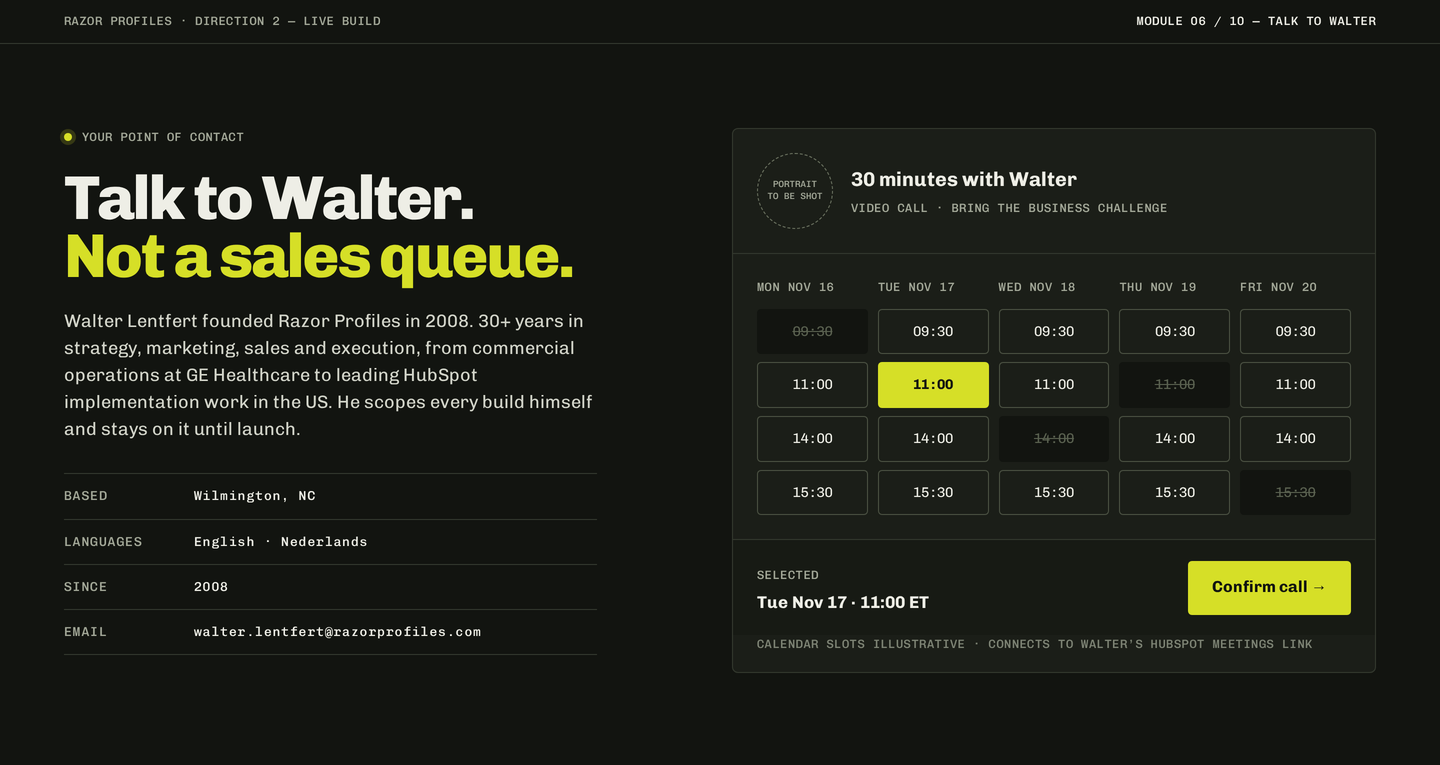 RAZOR PROFILES · DIRECTION 2 — LIVE BUILD
MODULE 06 / 10 — TALK TO WALTER
YOUR POINT OF CONTACT
Talk to Walter.
Not a sales queue.
Walter Lentfert founded Razor Profiles in 2008. 30+ years in
strategy, marketing, sales and execution, from commercial
operations at GE Healthcare to leading HubSpot
implementation work in the US. He scopes every build himself
and stays on it until launch.
BASED Wilmington, NC
LANGUAGES English · Nederlands
SINCE 2008
EMAIL walter.lentfert@razorprofiles.com
PORTRAIT
TO BE SHOT
30 minutes with Walter
VIDEO CALL · BRING THE BUSINESS CHALLENGE
MON NOV 16 TUE NOV 17 WED NOV 18 THU NOV 19 FRI NOV 20
09:30 09:30 09:30 09:30 09:30
11:00 11:00 11:00 11:00 11:00
14:00 14:00 14:00 14:00 14:00
15:30 15:30 15:30 15:30 15:30
SELECTED
Tue Nov 17 · 11:00 ET
Confirm call →
CALENDAR SLOTS ILLUSTRATIVE · CONNECTS TO WALTER'S HUBSPOT MEETINGS LINK